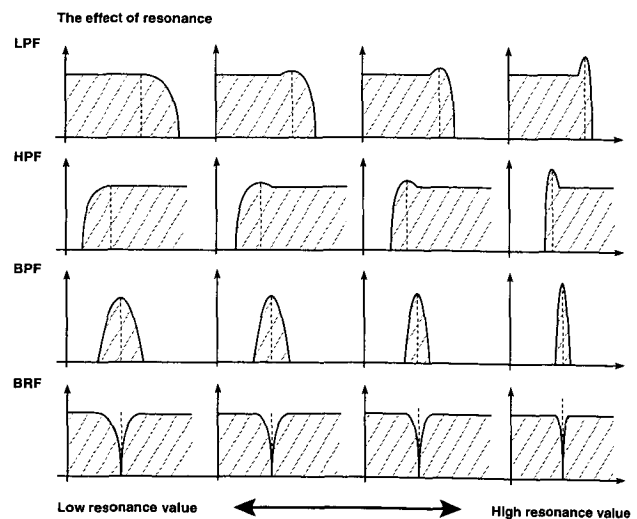 The effect of resonance
LPF
HPF
BPF
BRF
Low resonance value
High resonance value